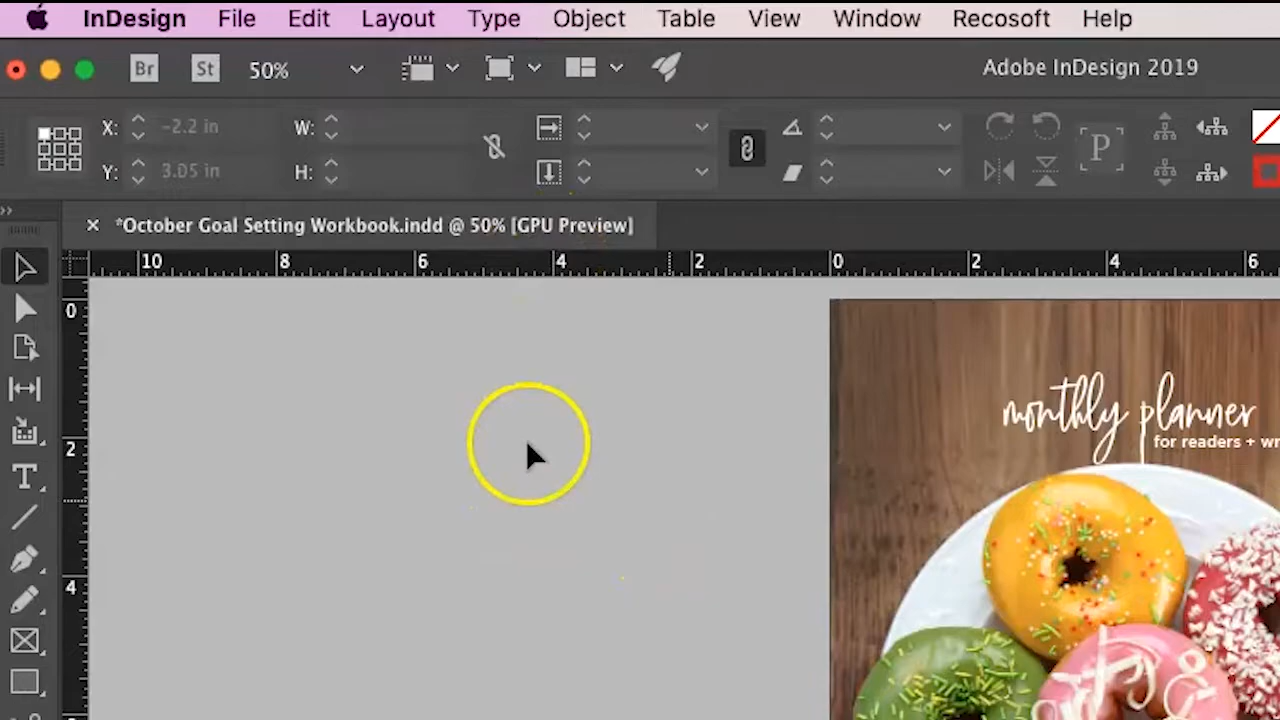 InDesign File Edit Layout Type Object Table View Window Recosoft Help
Br St 50% Adobe InDesign 2019
X: -2.2 in W:
Y: 3.05 in H:
P
*October Goal Setting Workbook.indd @ 50% [GPU Preview]
10 8 6 4 2 0 2 4 6
0
2
4
T
monthly planner
for readers + wr